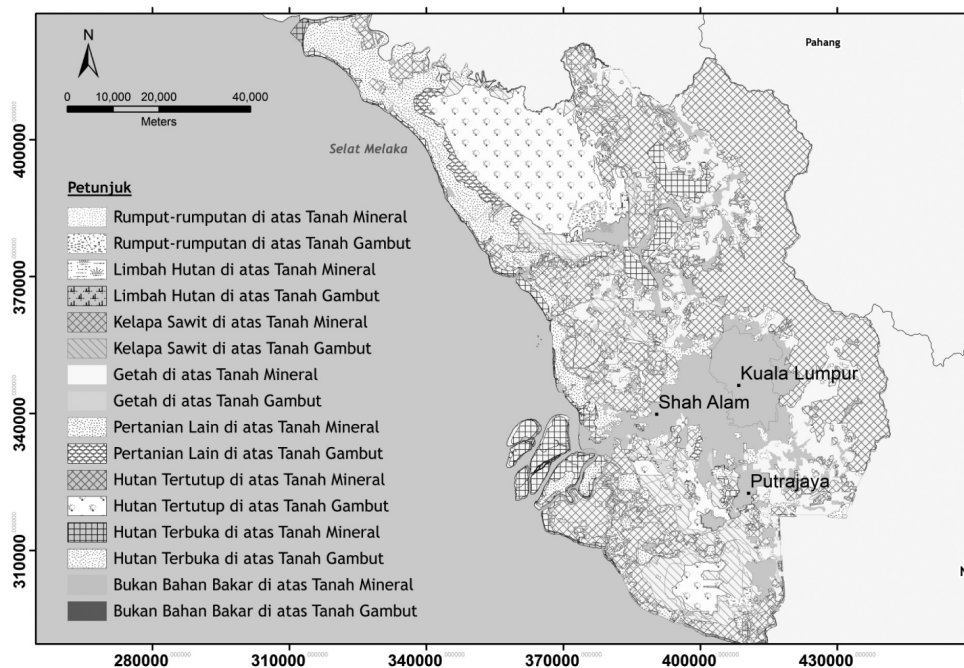 Pahang
N
0 10,000 20,000 40,000
Meters
Selat Melaka
Petunjuk
Rumput-rumputan di atas Tanah Mineral
Rumput-rumputan di atas Tanah Gambut
Limbah Hutan di atas Tanah Mineral
Limbah Hutan di atas Tanah Gambut
Kelapa Sawit di atas Tanah Mineral
Kelapa Sawit di atas Tanah Gambut
Getah di atas Tanah Mineral
Getah di atas Tanah Gambut
Pertanian Lain di atas Tanah Mineral
Pertanian Lain di atas Tanah Gambut
Hutan Tertutup di atas Tanah Mineral
Hutan Tertutup di atas Tanah Gambut
Hutan Terbuka di atas Tanah Mineral
Hutan Terbuka di atas Tanah Gambut
Bukan Bahan Bakar di atas Tanah Mineral
Bukan Bahan Bakar di atas Tanah Gambut
Kuala Lumpur
Shah Alam
Putrajaya
N
400000
370000
340000
310000
280000 310000 340000 370000 400000 430000